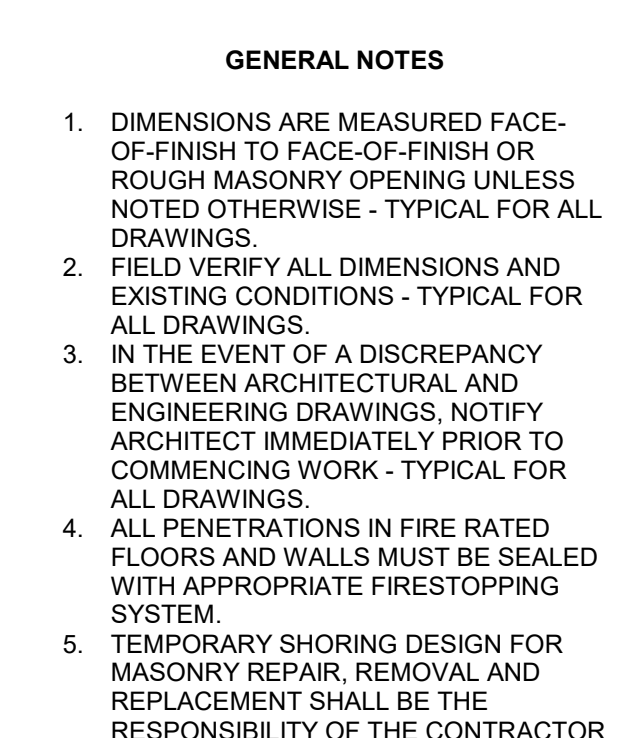 GENERAL NOTES
1. DIMENSIONS ARE MEASURED FACE-
OF-FINISH TO FACE-OF-FINISH OR
ROUGH MASONRY OPENING UNLESS
NOTED OTHERWISE - TYPICAL FOR ALL
DRAWINGS.
2. FIELD VERIFY ALL DIMENSIONS AND
EXISTING CONDITIONS - TYPICAL FOR
ALL DRAWINGS.
3. IN THE EVENT OF A DISCREPANCY
BETWEEN ARCHITECTURAL AND
ENGINEERING DRAWINGS, NOTIFY
ARCHITECT IMMEDIATELY PRIOR TO
COMMENCING WORK - TYPICAL FOR
ALL DRAWINGS.
4. ALL PENETRATIONS IN FIRE RATED
FLOORS AND WALLS MUST BE SEALED
WITH APPROPRIATE FIRESTOPPING
SYSTEM.
5. TEMPORARY SHORING DESIGN FOR
MASONRY REPAIR, REMOVAL AND
REPLACEMENT SHALL BE THE
RESPONSIBILITY OF THE CONTRACTOR